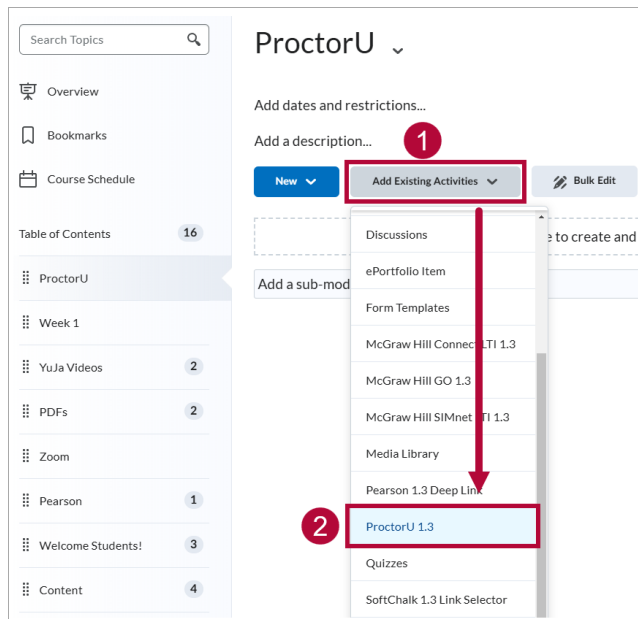 Search Topics
Overview
Bookmarks
Course Schedule
Table of Contents 16
ProctorU
Week 1
YuJa Videos 2
PDFs 2
Zoom
Pearson 1
Welcome Students! 3
Content 4
ProctorU
Add dates and restrictions...
Add a description...
1
New
Add Existing Activities
Bulk Edit
e to create and
Add a sub-mod
Discussions
ePortfolio Item
Form Templates
McGraw Hill Connect LTI 1.3
McGraw Hill GO 1.3
McGraw Hill SIMnet LTI 1.3
Media Library
Pearson 1.3 Deep Link
2
ProctorU 1.3
Quizzes
SoftChalk 1.3 Link Selector